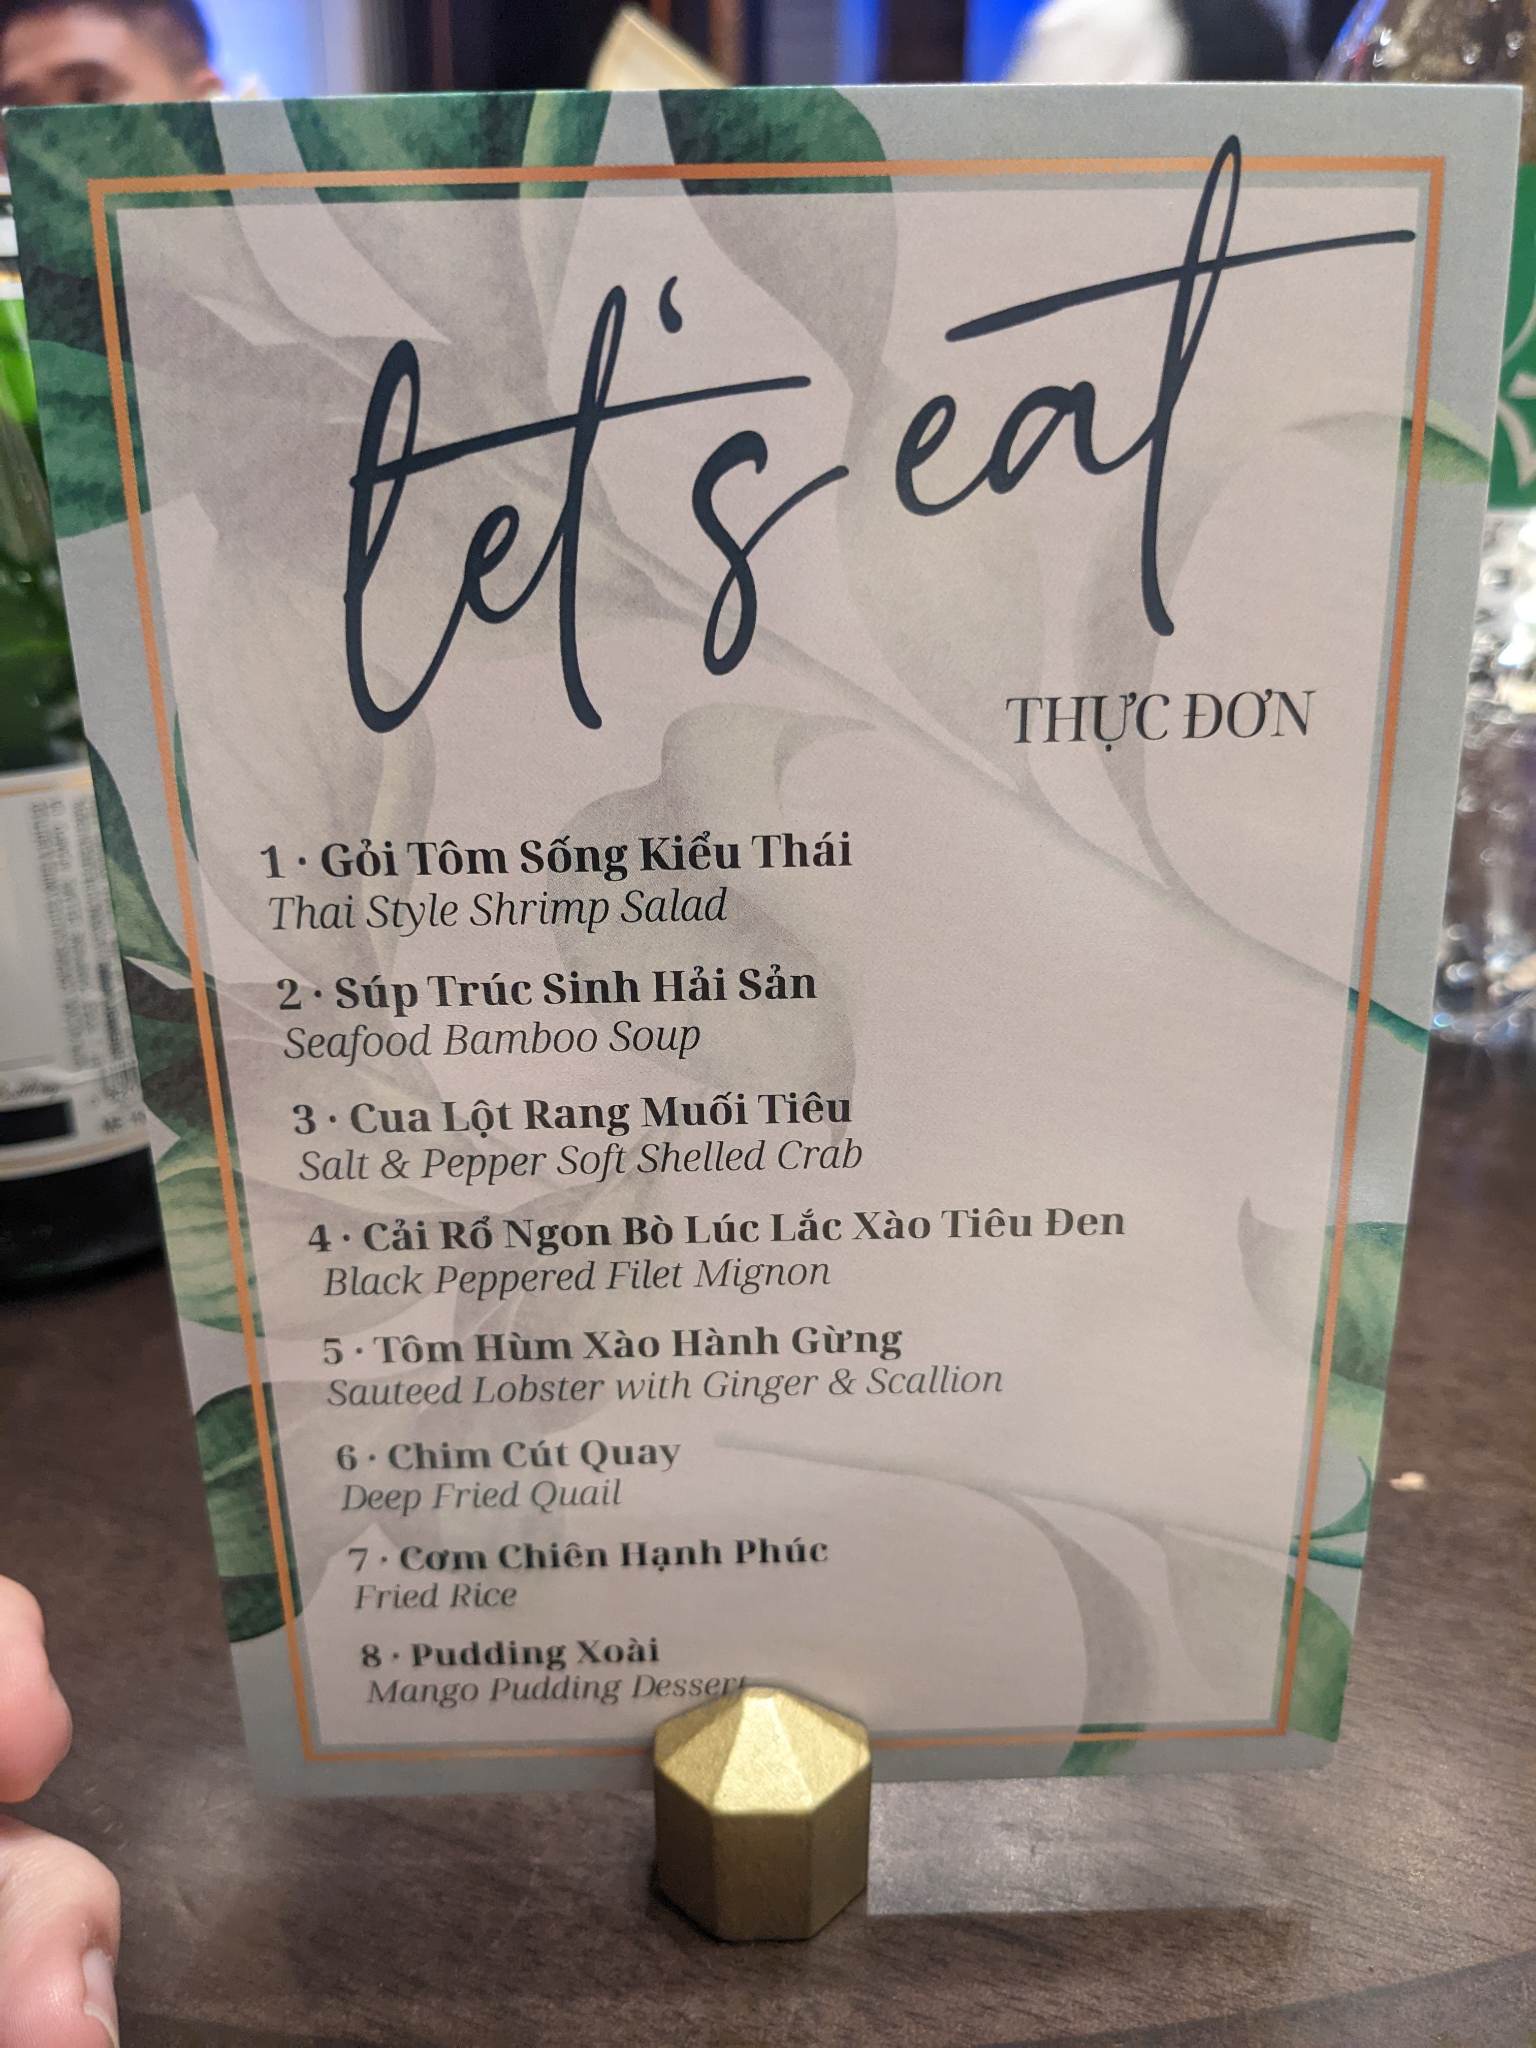 let's eat
THỰC ĐƠN
1 · Gỏi Tôm Sống Kiểu Thái
Thai Style Shrimp Salad
2 · Súp Trúc Sinh Hải Sản
Seafood Bamboo Soup
3 · Cua Lột Rang Muối Tiêu
Salt & Pepper Soft Shelled Crab
4 · Cải Rổ Ngon Bò Lúc Lắc Xào Tiêu Đen
Black Peppered Filet Mignon
5 · Tôm Hùm Xào Hành Gừng
Sauteed Lobster with Ginger & Scallion
6 · Chim Cút Quay
Deep Fried Quail
7 · Cơm Chiên Hạnh Phúc
Fried Rice
8 · Pudding Xoài
Mango Pudding Dessert